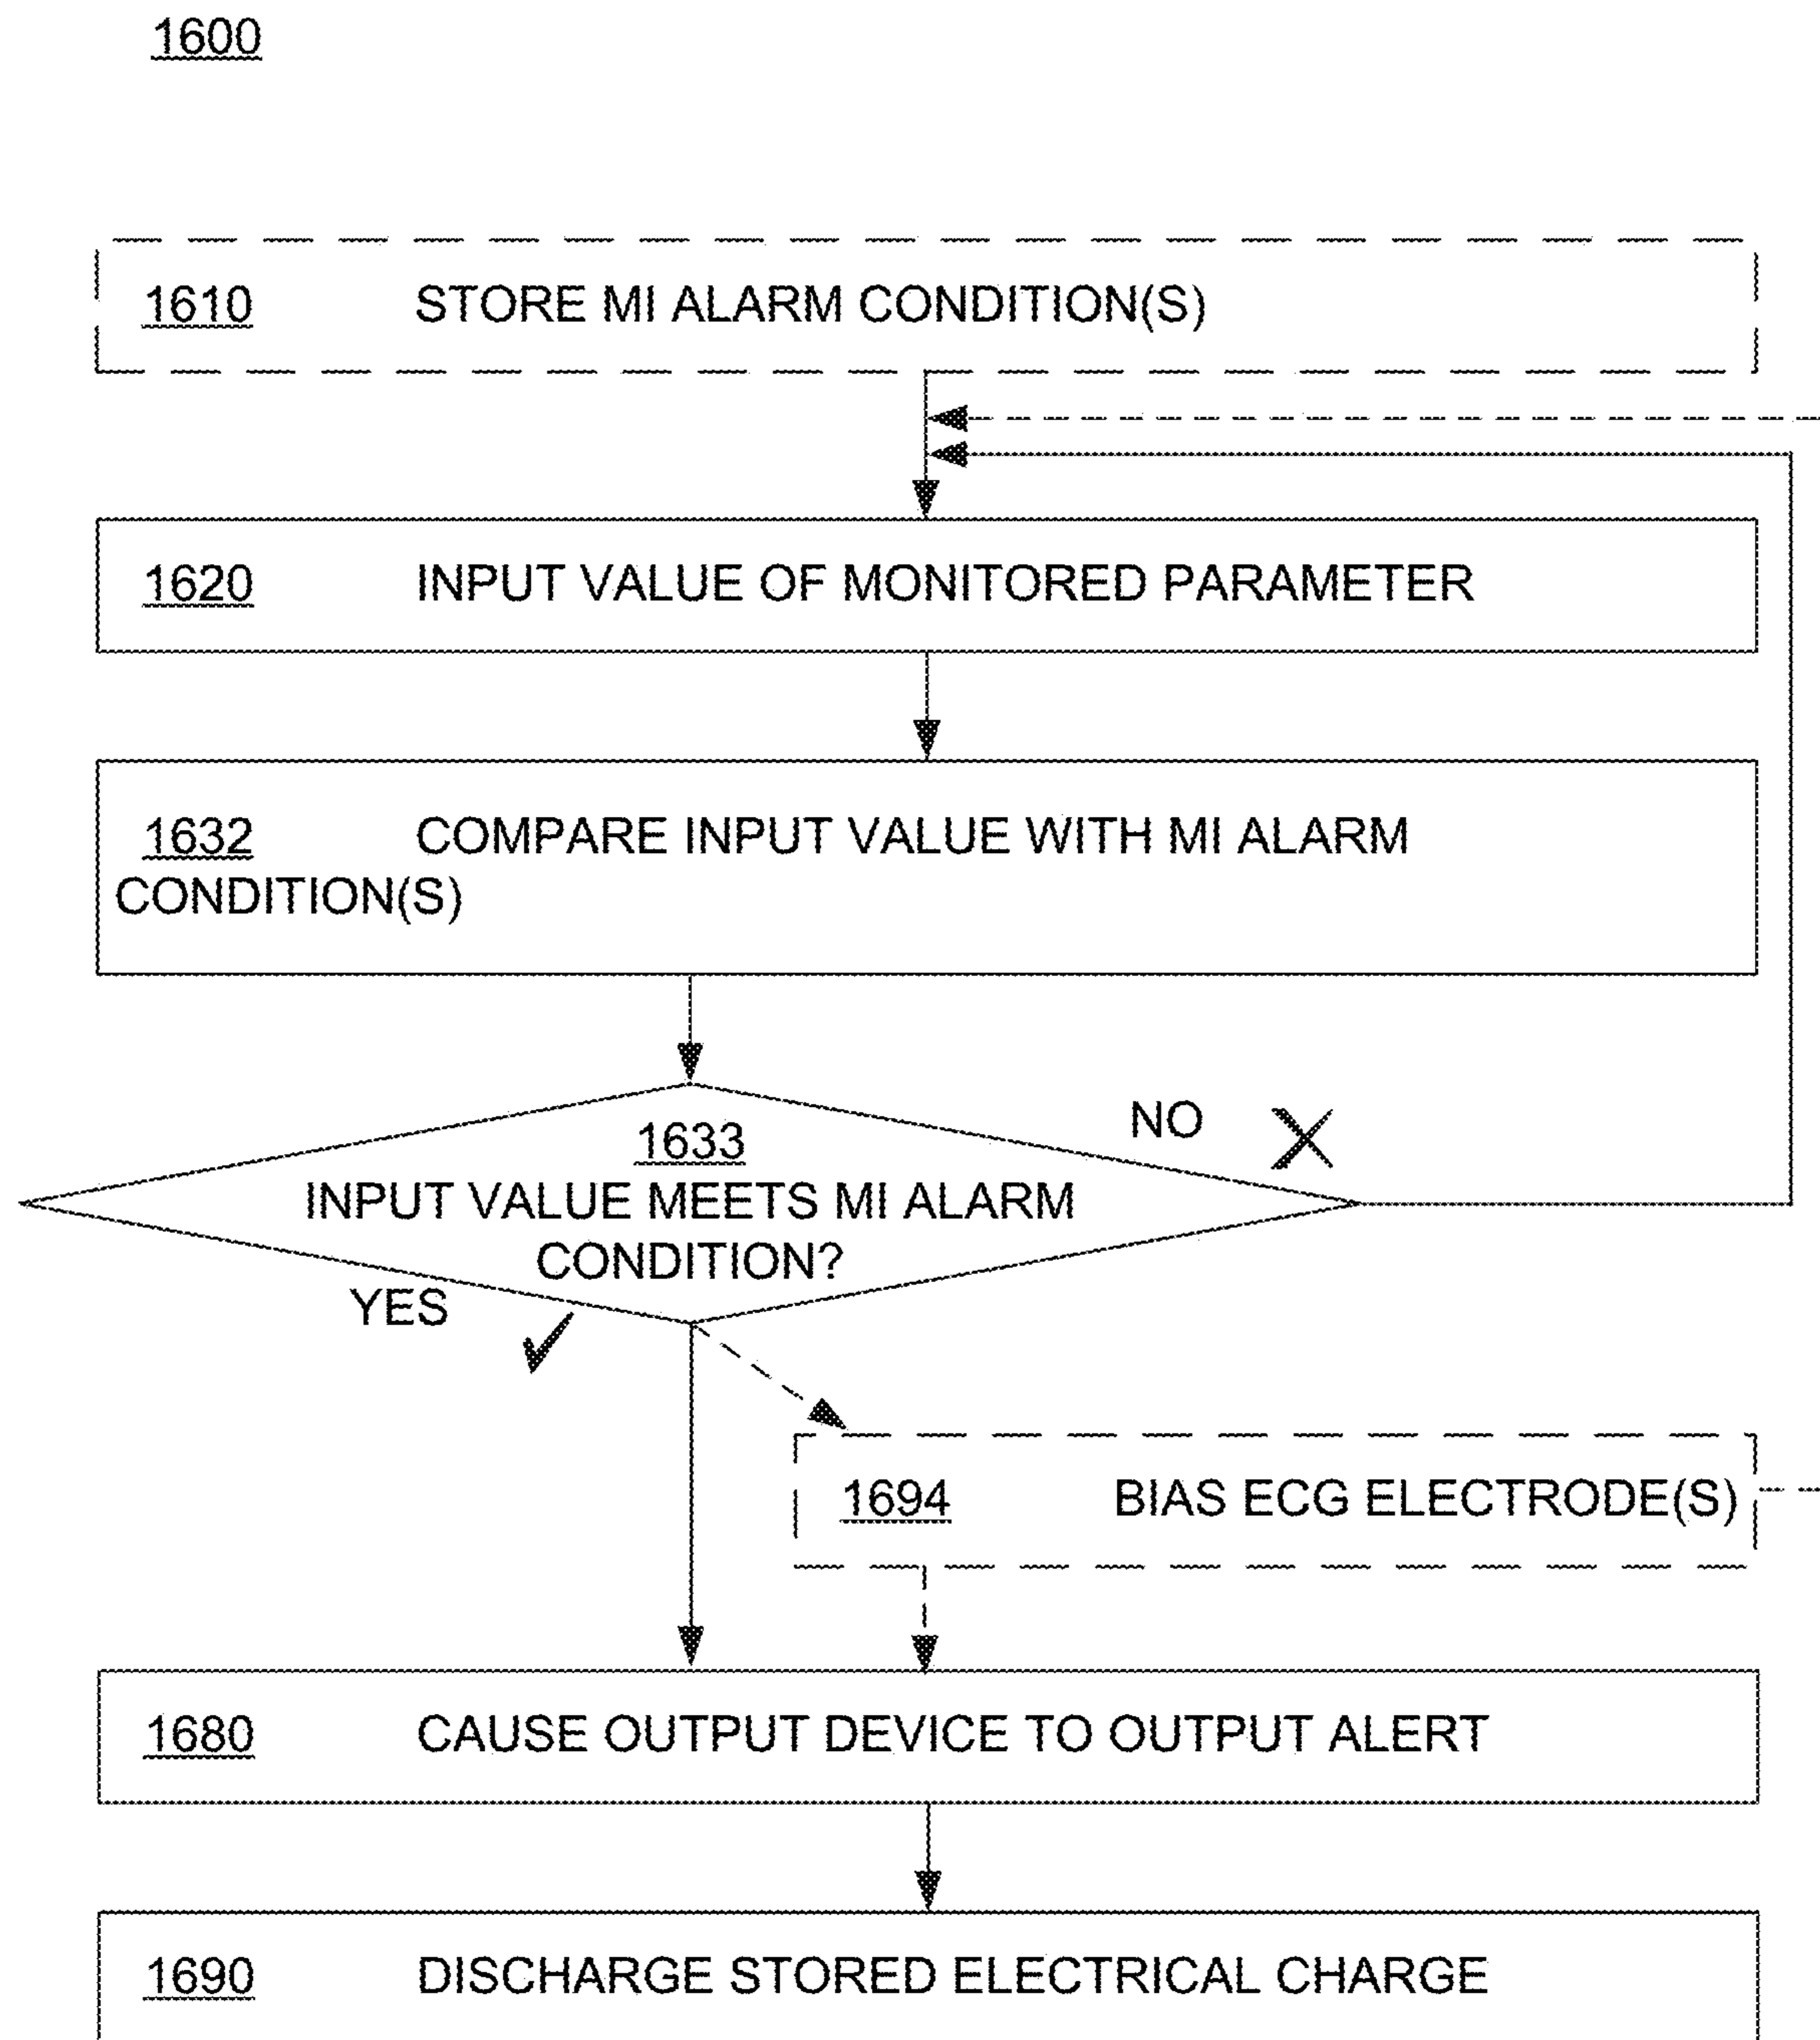 1600
1610 STORE MI ALARM CONDITION(S)
1620 INPUT VALUE OF MONITORED PARAMETER
1632 COMPARE INPUT VALUE WITH MI ALARM
CONDITION(S)
NO
1633
INPUT VALUE MEETS MI ALARM
CONDITION?
YES
1694 BIAS ECG ELECTRODE(S)
1680 CAUSE OUTPUT DEVICE TO OUTPUT ALERT
1690 DISCHARGE STORED ELECTRICAL CHARGE